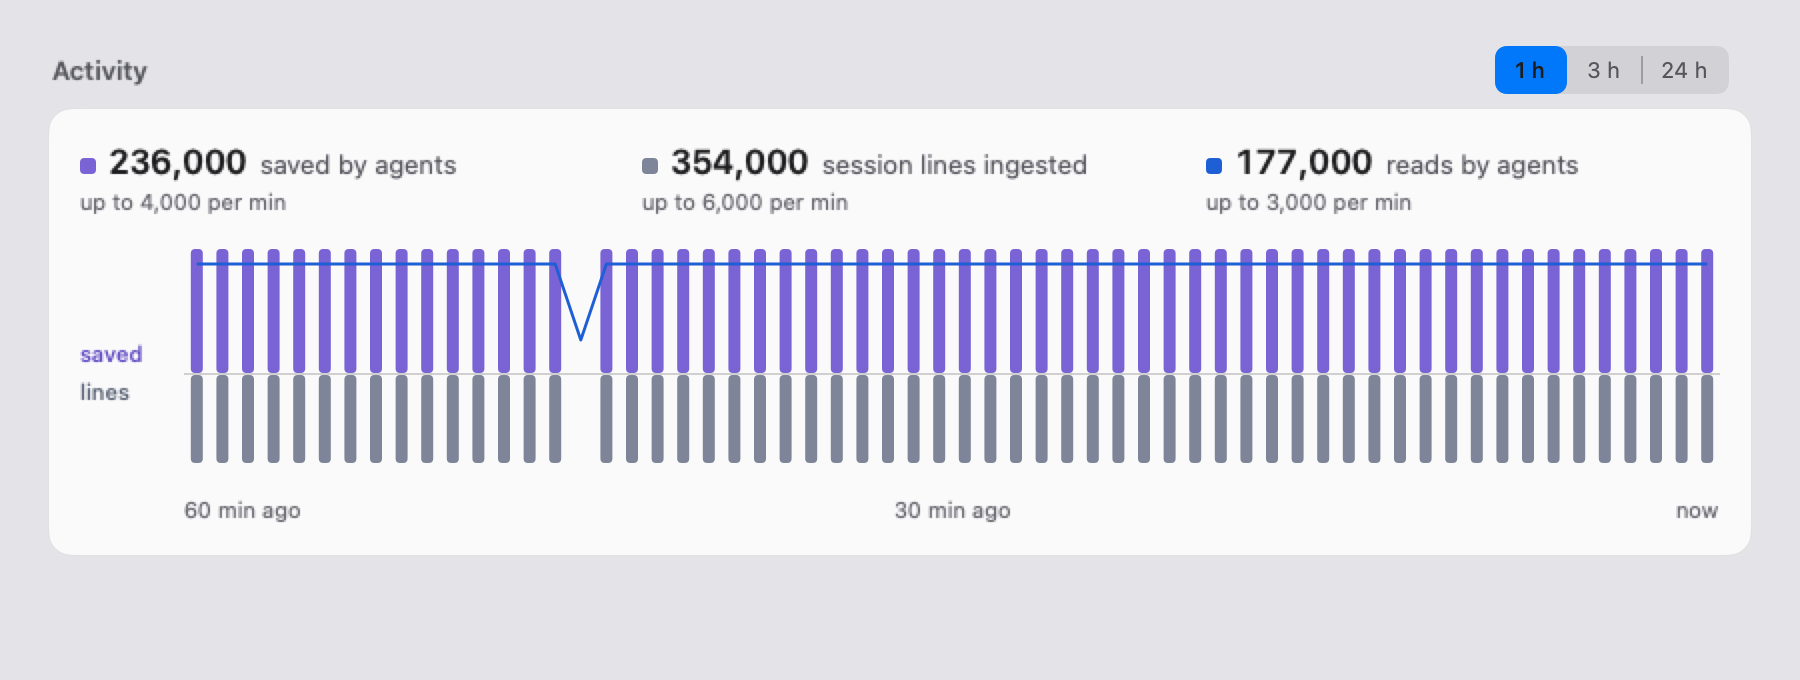 Activity
1 h
3 h
24 h
236,000 saved by agents
up to 4,000 per min
354,000 session lines ingested
up to 6,000 per min
177,000 reads by agents
up to 3,000 per min
saved
lines
60 min ago
30 min ago
now